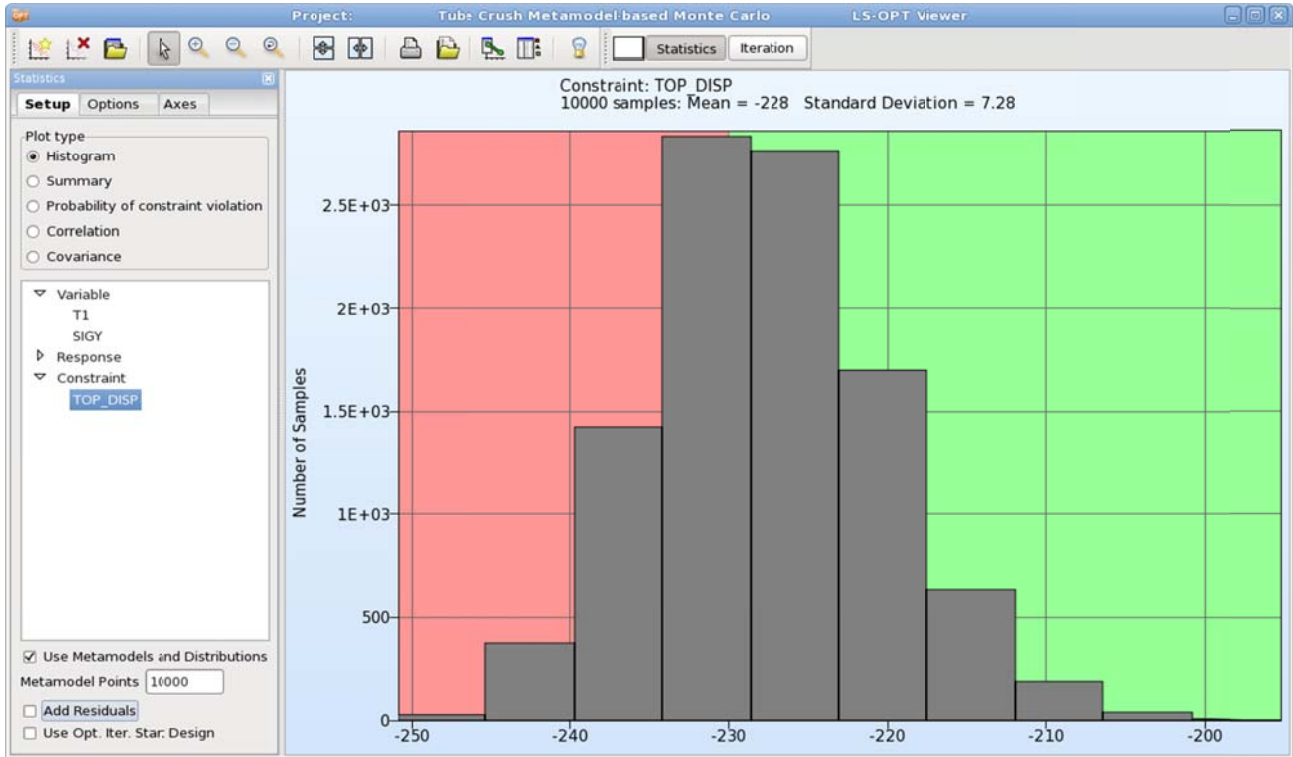 Project: Tube Crush Metamodel-based Monte Carlo LS-OPT Viewer
Statistics Iteration
Statistics
Setup Options Axes
Plot type
Histogram
Summary
Probability of constraint violation
Correlation
Covariance
Variable
T1
SIGY
Response
Constraint
TOP_DISP
Use Metamodels and Distributions
Metamodel Points 10000
Add Residuals
Use Opt. Iter. Star. Design
Constraint: TOP_DISP
10000 samples: Mean = -228 Standard Deviation = 7.28
Number of Samples
2.5E+03
2E+03
1.5E+03
1E+03
500
0
-250 -240 -230 -220 -210 -200